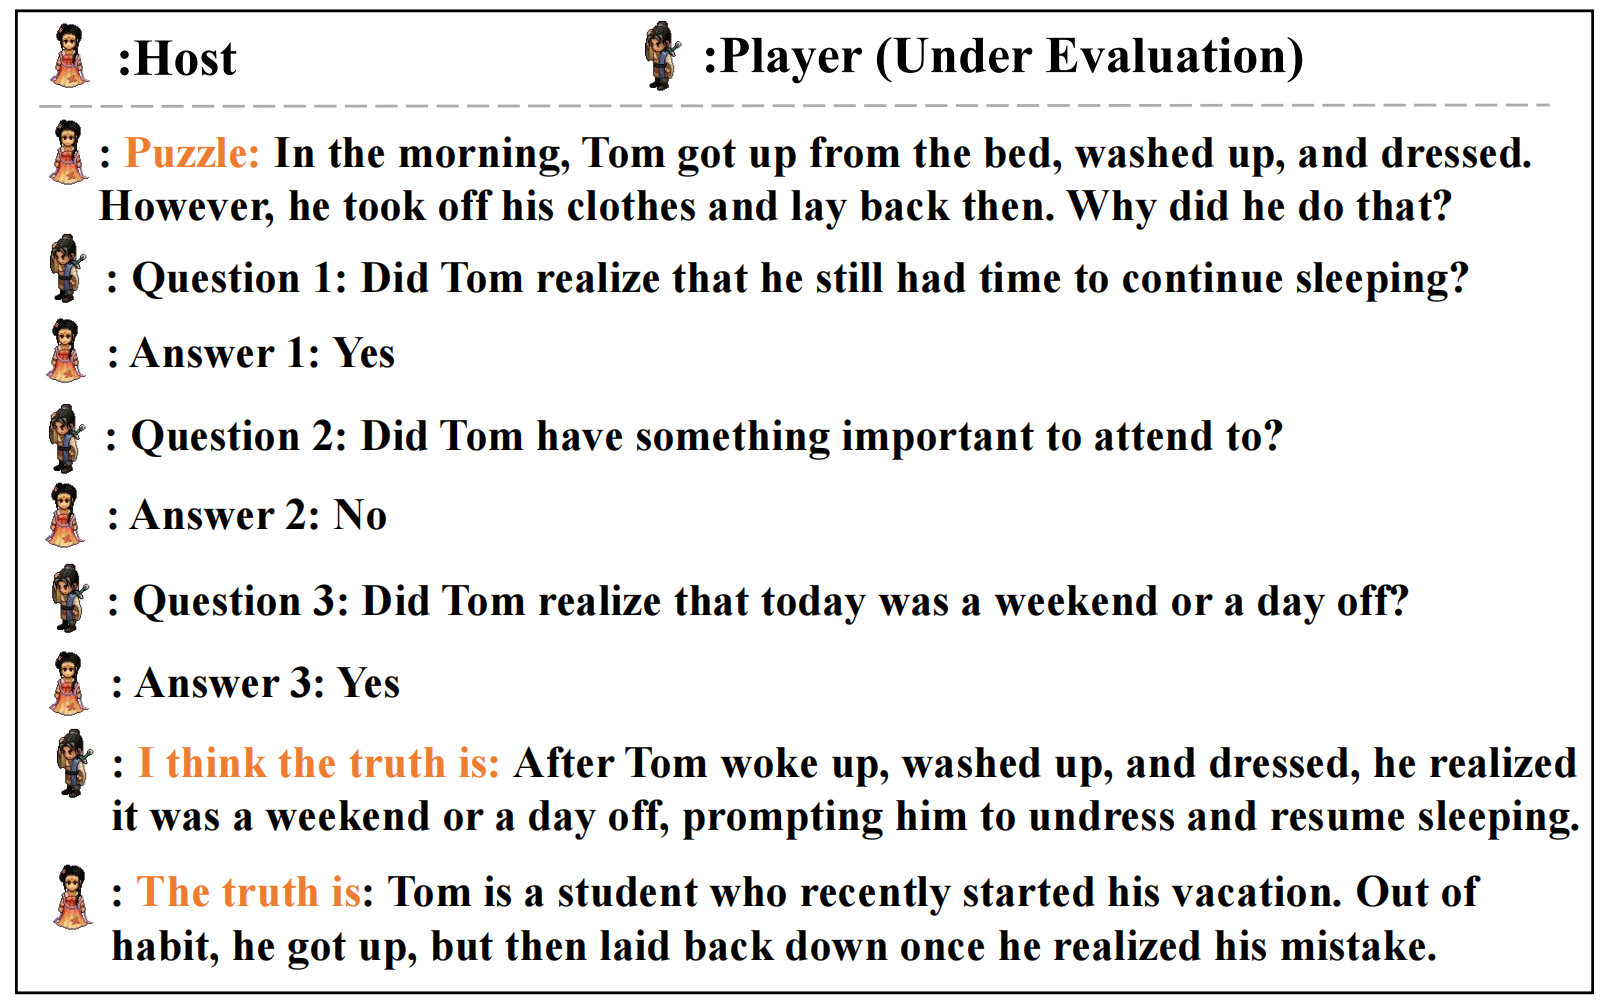 :Host
:Player (Under Evaluation)
: Puzzle: In the morning, Tom got up from the bed, washed up, and dressed.
However, he took off his clothes and lay back then. Why did he do that?
: Question 1: Did Tom realize that he still had time to continue sleeping?
: Answer 1: Yes
: Question 2: Did Tom have something important to attend to?
: Answer 2: No
: Question 3: Did Tom realize that today was a weekend or a day off?
: Answer 3: Yes
: I think the truth is: After Tom woke up, washed up, and dressed, he realized
it was a weekend or a day off, prompting him to undress and resume sleeping.
: The truth is: Tom is a student who recently started his vacation. Out of
habit, he got up, but then laid back down once he realized his mistake.